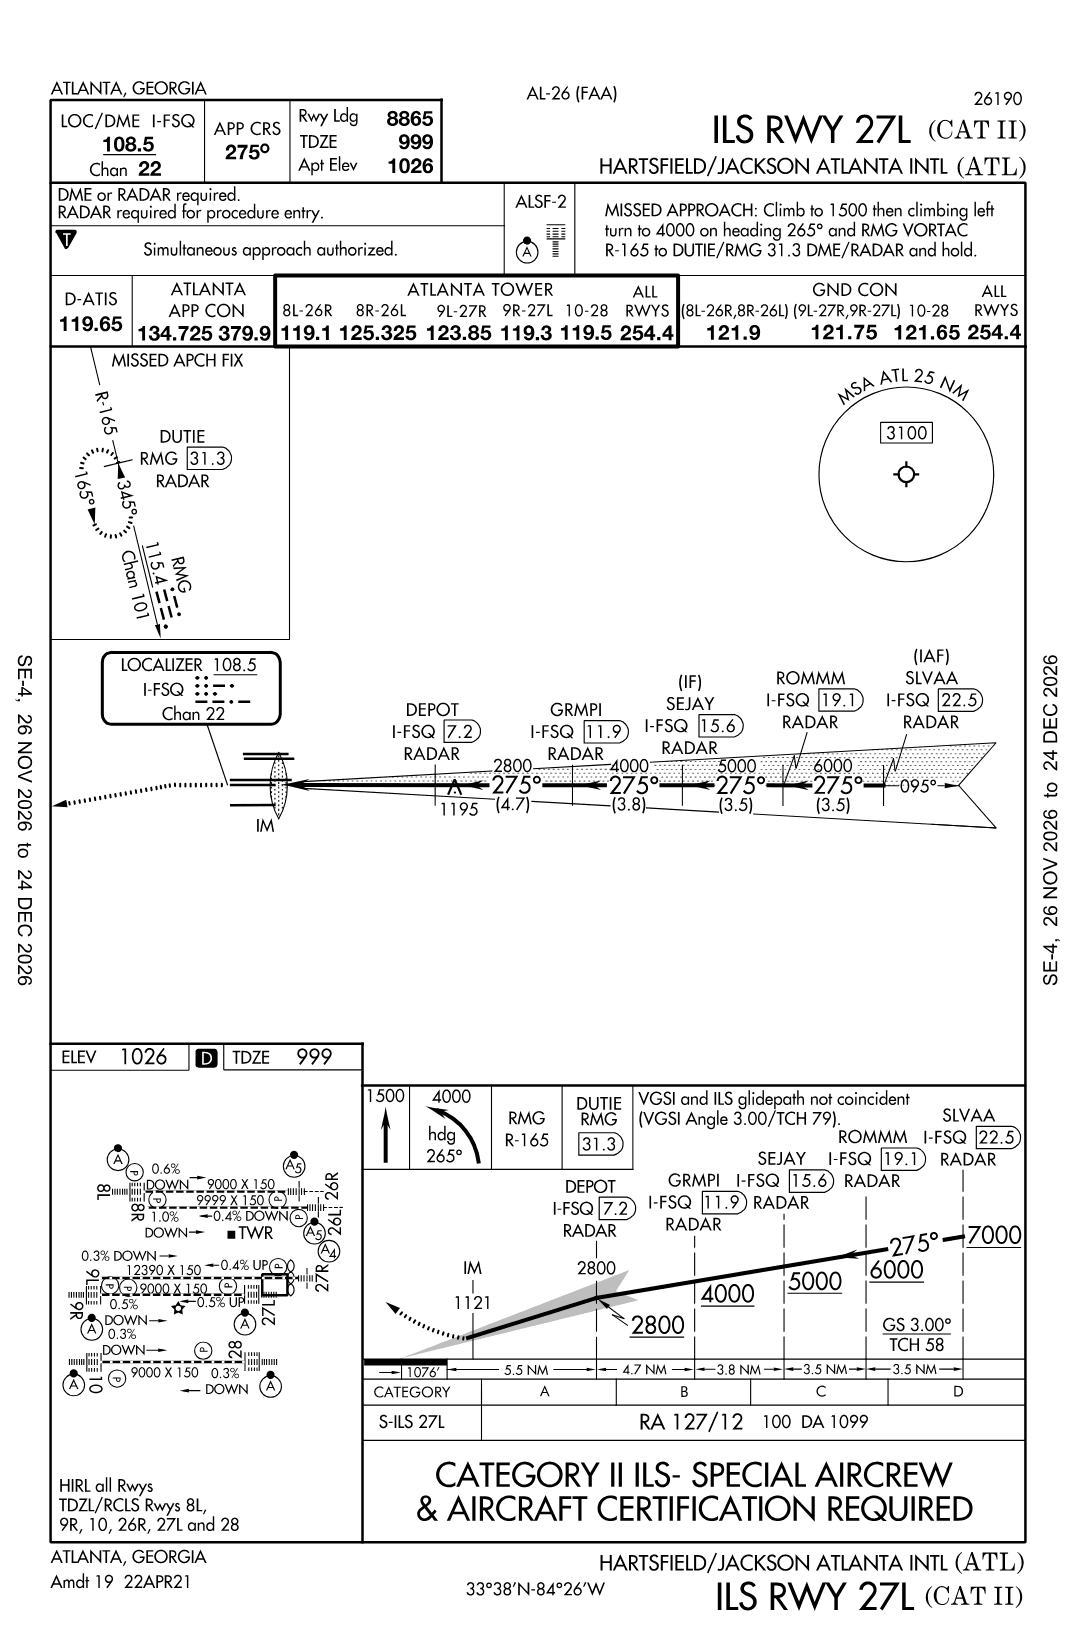 ATLANTA, GEORGIA
AL-26 (FAA)
26190
LOC/DME I-FSQ
108.5
Chan 22
APP CRS
275°
Rwy Ldg 8865
TDZE 999
Apt Elev 1026
ILS RWY 27L (CAT II)
HARTSFIELD/JACKSON ATLANTA INTL (ATL)
DME or RADAR required.
RADAR required for procedure entry.
T
Simultaneous approach authorized.
ALSF-2
A
MISSED APPROACH: Climb to 1500 then climbing left
turn to 4000 on heading 265° and RMG VORTAC
R-165 to DUTIE/RMG 31.3 DME/RADAR and hold.
D-ATIS
119.65
ATLANTA
APP CON
134.725 379.9
ATLANTA TOWER
8L-26R 8R-26L 9L-27R 9R-27L 10-28 ALL RWYS
119.1 125.325 123.85 119.3 119.5 254.4
GND CON
(8L-26R,8R-26L) (9L-27R,9R-27L) 10-28 ALL RWYS
121.9 121.75 121.65 254.4
MISSED APCH FIX
R-165
DUTIE
RMG 31.3
RADAR
165°
345°
RMG
115.4
Chan 101
MSA ATL 25 NM
3100
LOCALIZER 108.5
I-FSQ
Chan 22
IM
DEPOT
I-FSQ 7.2
RADAR
GRMPI
I-FSQ 11.9
RADAR
(IF)
SEJAY
I-FSQ 15.6
RADAR
ROMMM
I-FSQ 19.1
RADAR
(IAF)
SLVAA
I-FSQ 22.5
RADAR
2800 4000 5000 6000
275° 275° 275° 275° 095°
1195 (4.7) (3.8) (3.5) (3.5)
SE-4, 26 NOV 2026 to 24 DEC 2026
SE-4, 26 NOV 2026 to 24 DEC 2026
ELEV 1026 D TDZE 999
A
P
A5
0.6%
DOWN
9000 X 150
8L
26R
P
9999 X 150
P
8R
1.0%
DOWN
0.4% DOWN
P
26L
A5
TWR
A4
0.3% DOWN
12390 X 150
0.4% UP
P
9L
27R
P
P
9000 X 150
P
9R
0.5%
DOWN
0.5% UP
27L
A
A
0.3%
DOWN
P
28
9000 X 150
0.3%
DOWN
10
P
A
A
HIRL all Rwys
TDZL/RCLS Rwys 8L,
9R, 10, 26R, 27L and 28
1500
4000
hdg
265°
RMG
R-165
DUTIE
RMG
31.3
VGSI and ILS glidepath not coincident
(VGSI Angle 3.00/TCH 79).
SLVAA
I-FSQ 22.5
RADAR
ROMMM
I-FSQ 19.1
RADAR
SEJAY
I-FSQ 15.6
RADAR
GRMPI
I-FSQ 11.9
RADAR
DEPOT
I-FSQ 7.2
RADAR
IM
1121
2800
2800
4000
5000
6000
275°
7000
GS 3.00°
TCH 58
1076' 5.5 NM 4.7 NM 3.8 NM 3.5 NM 3.5 NM
CATEGORY A B C D
S-ILS 27L RA 127/12 100 DA 1099
CATEGORY II ILS- SPECIAL AIRCREW
& AIRCRAFT CERTIFICATION REQUIRED
ATLANTA, GEORGIA
Amdt 19 22APR21
33°38'N-84°26'W
HARTSFIELD/JACKSON ATLANTA INTL (ATL)
ILS RWY 27L (CAT II)